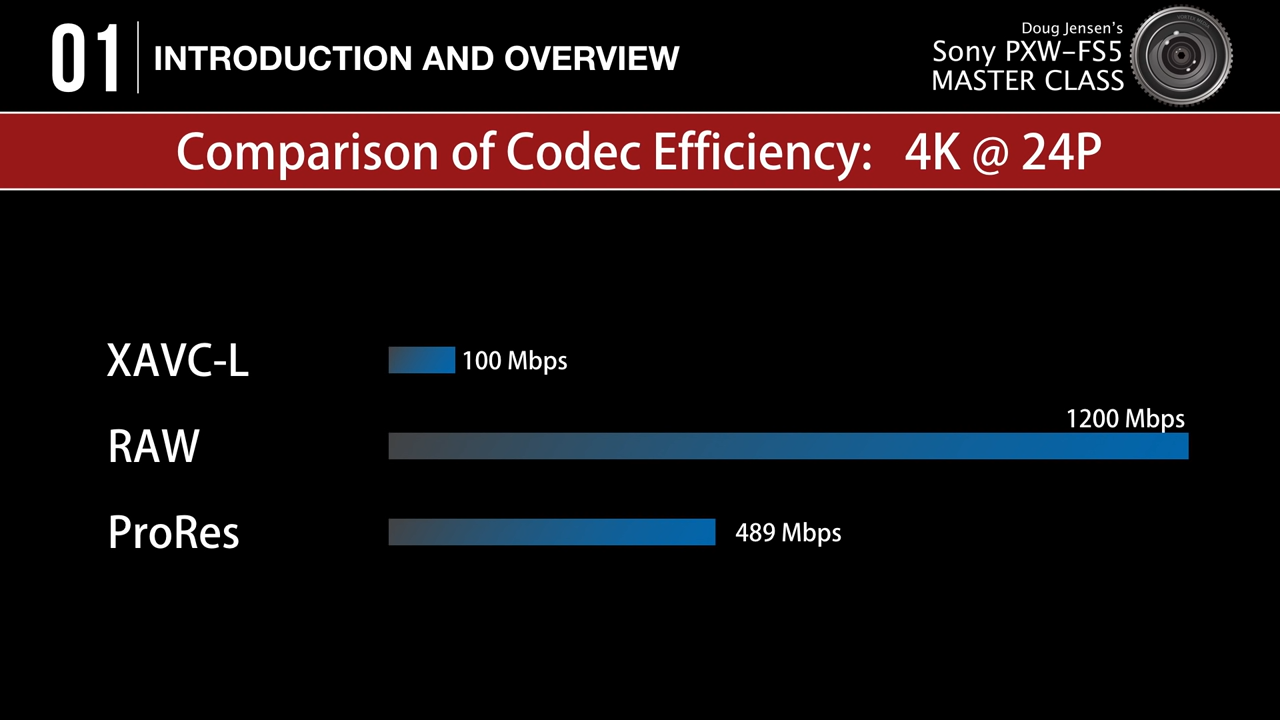 01
INTRODUCTION AND OVERVIEW
Doug Jensen's
Sony PXW-FS5
MASTER CLASS
Comparison of Codec Efficiency: 4K @ 24P
XAVC-L
100 Mbps
1200 Mbps
RAW
ProRes
489 Mbps